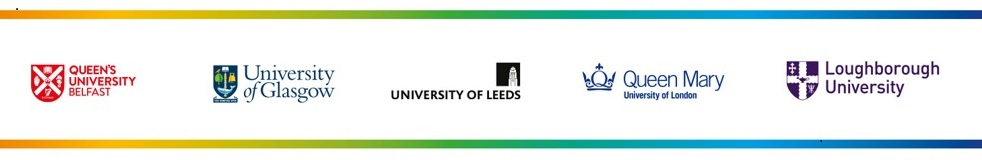 QUEEN'S
UNIVERSITY
BELFAST
University
of Glasgow
UNIVERSITY OF LEEDS
Queen Mary
University of London
Loughborough
University